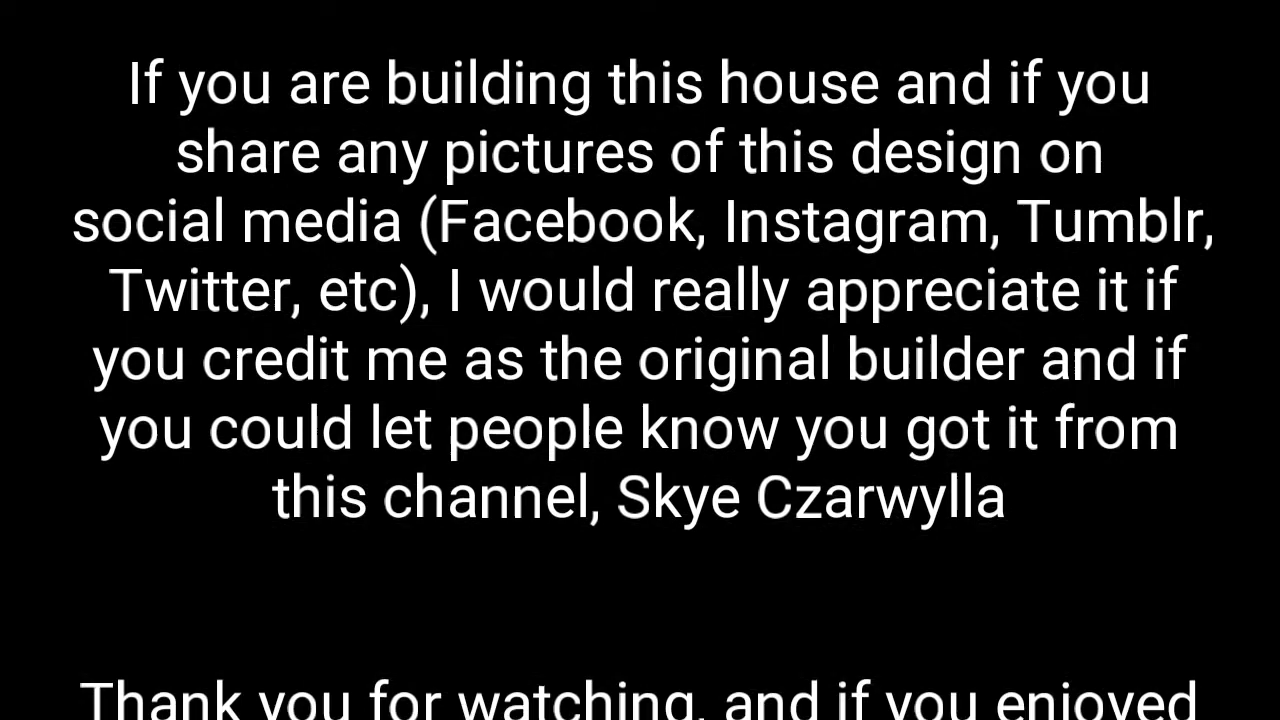 If you are building this house and if you
share any pictures of this design on
social media (Facebook, Instagram, Tumblr,
Twitter, etc), I would really appreciate it if
you credit me as the original builder and if
you could let people know you got it from
this channel, Skye Czarwylla
Thank you for watching, and if you enjoyed